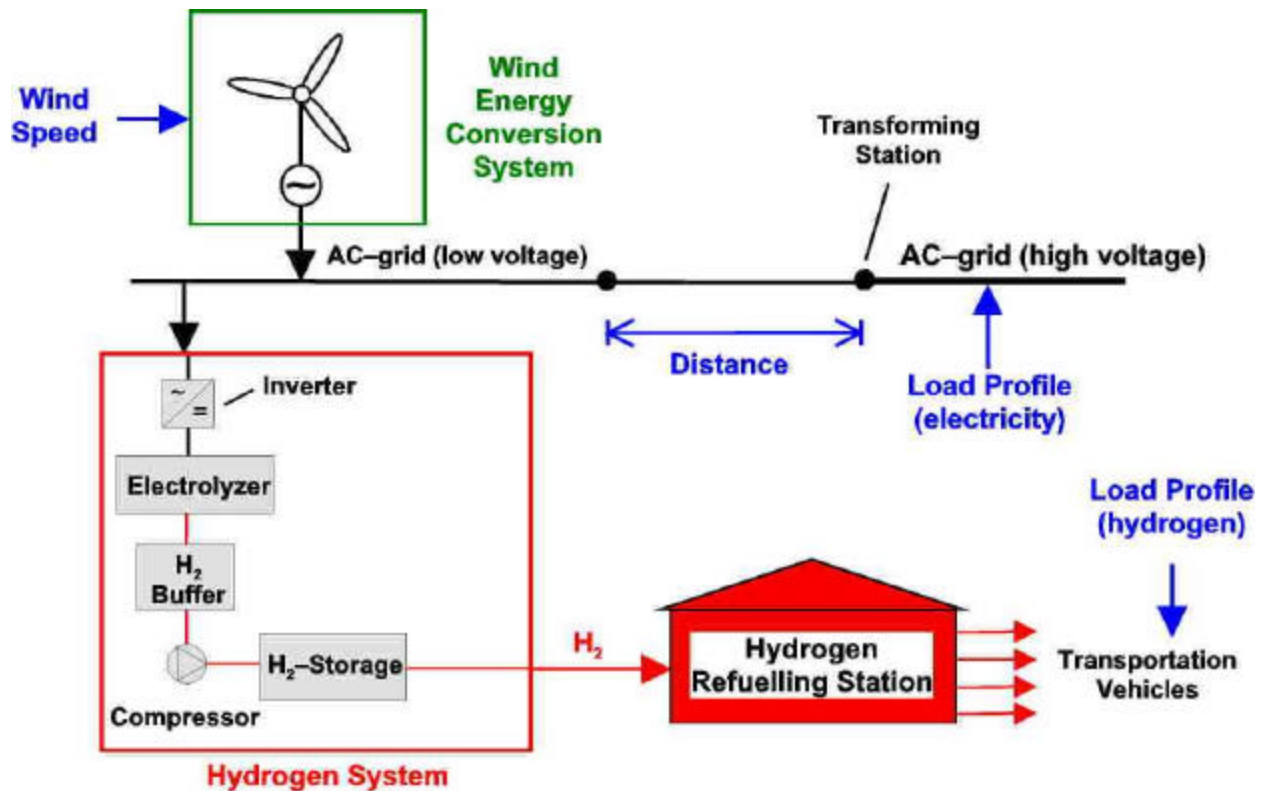 Wind
Speed
Wind
Energy
Conversion
System
Transforming
Station
AC–grid (low voltage)
AC–grid (high voltage)
Distance
Load Profile
(electricity)
~
=
Inverter
Electrolyzer
H₂
Buffer
Compressor
H₂–Storage
Hydrogen System
H₂
Hydrogen
Refuelling Station
Load Profile
(hydrogen)
Transportation
Vehicles